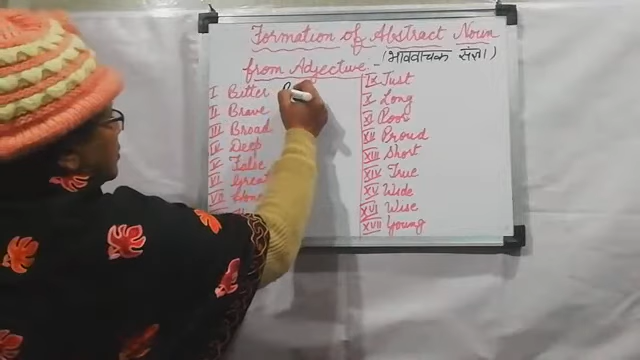 Formation of Abstract Noun
from Adjective:- (भाववाचक संज्ञा)
I Bitter B
II Brave
III Broad
IV Deep
V False
VI Great
VII
IX Just
X Long
XI Poor
XII Proud
XIII Short
XIV True
XV Wide
XVI Wise
XVII Young